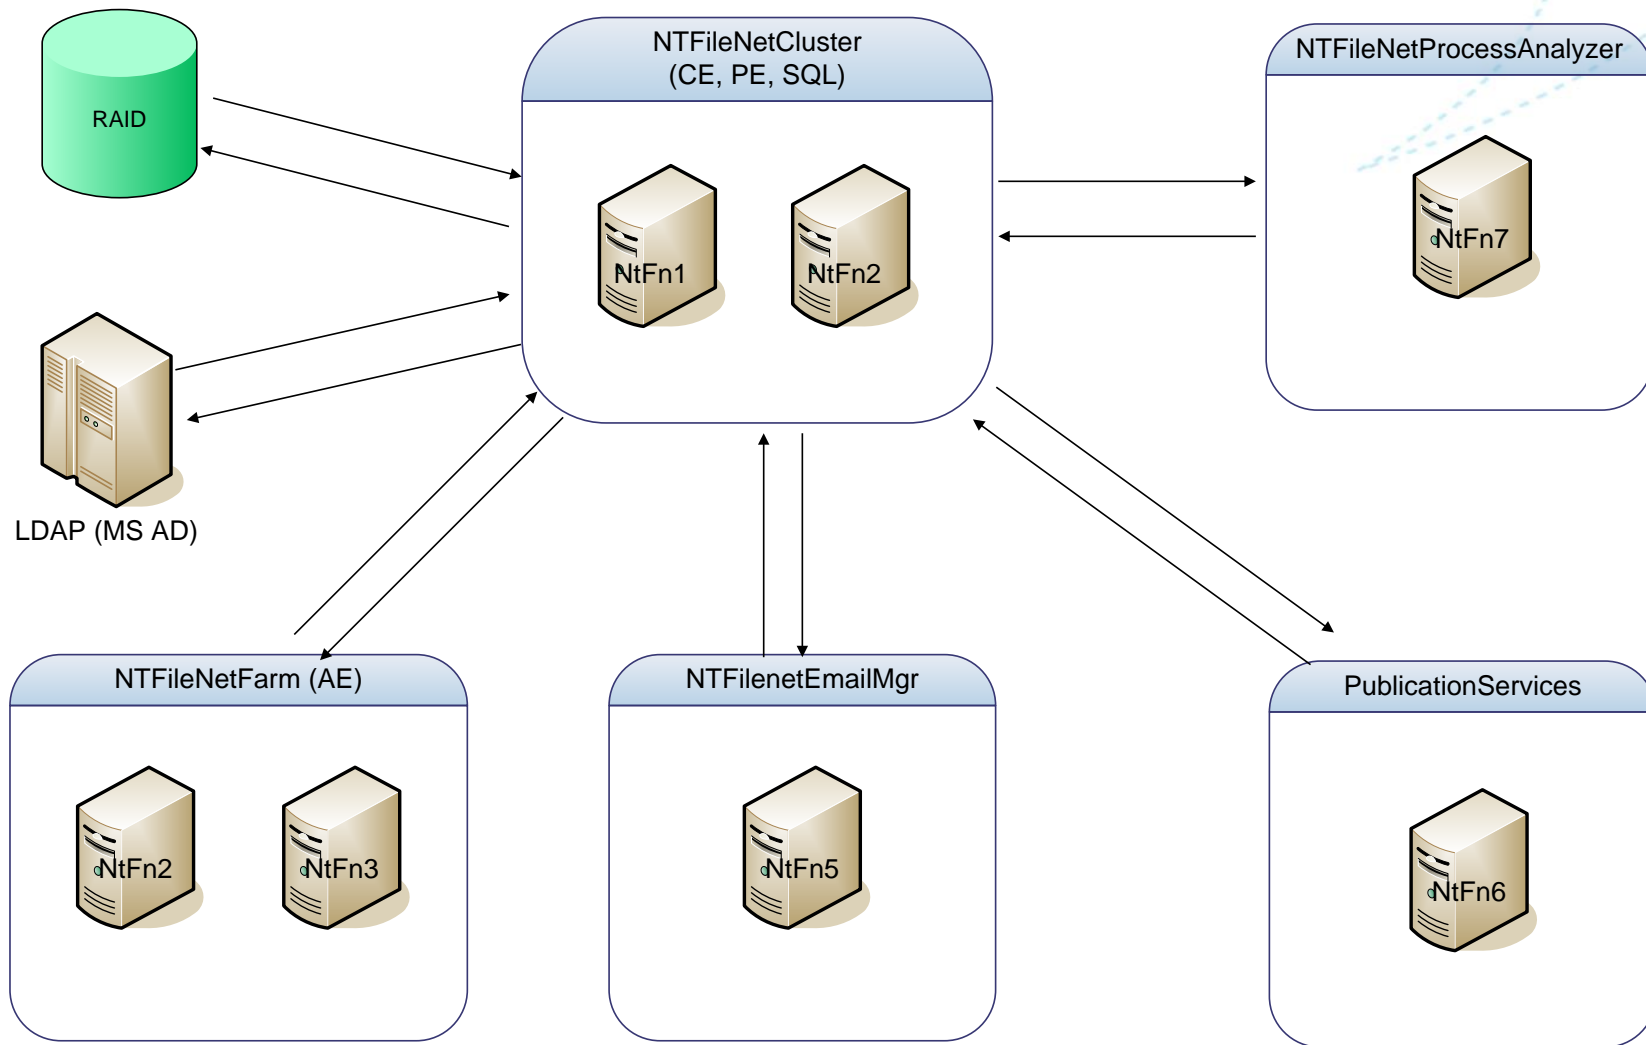 NTFileNetCluster
(CE, PE, SQL)
NTFileNetProcessAnalyzer
RAID
NtFn1
NtFn2
NtFn7
LDAP (MS AD)
NTFileNetFarm (AE)
NTFilenetEmailMgr
PublicationServices
NtFn2
NtFn3
NtFn5
NtFn6